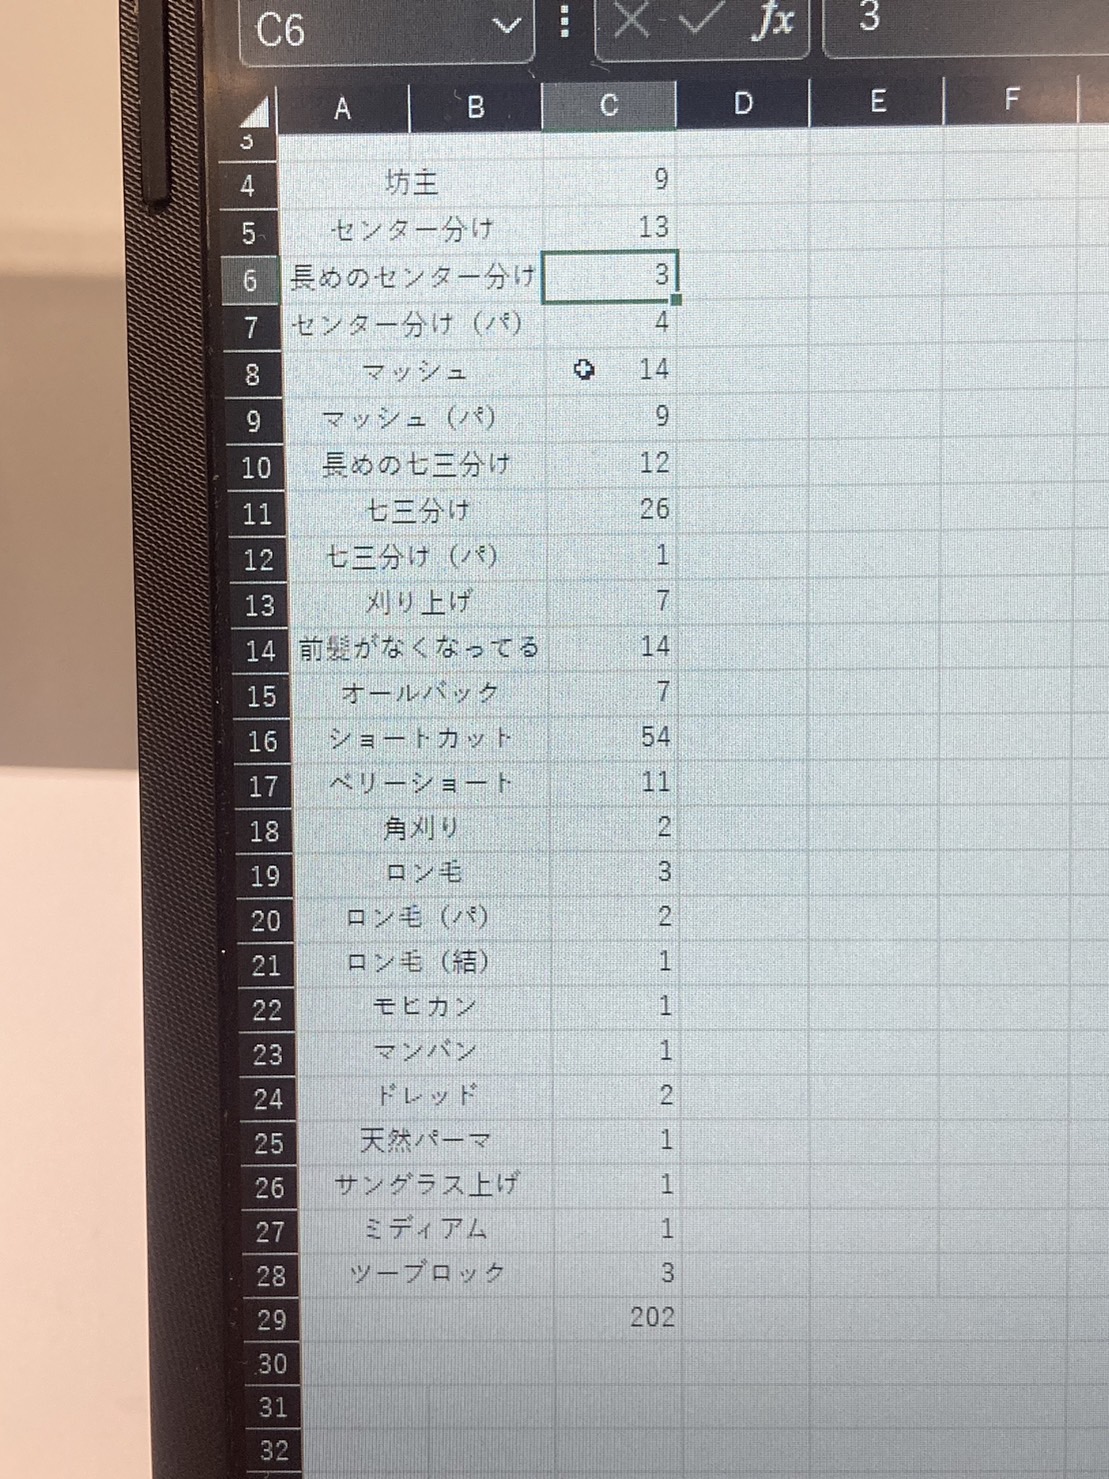 C6 fx 3
A B C D E F
3
4 坊主 9
5 センター分け 13
6 長めのセンター分け 3
7 センター分け（パ） 4
8 マッシュ 14
9 マッシュ（パ） 9
10 長めの七三分け 12
11 七三分け 26
12 七三分け（パ） 1
13 刈り上げ 7
14 前髪がなくなってる 14
15 オールバック 7
16 ショートカット 54
17 ベリーショート 11
18 角刈り 2
19 ロン毛 3
20 ロン毛（パ） 2
21 ロン毛（結） 1
22 モヒカン 1
23 マンバン 1
24 ドレッド 2
25 天然パーマ 1
26 サングラス上げ 1
27 ミディアム 1
28 ツーブロック 3
29 202
30
31
32